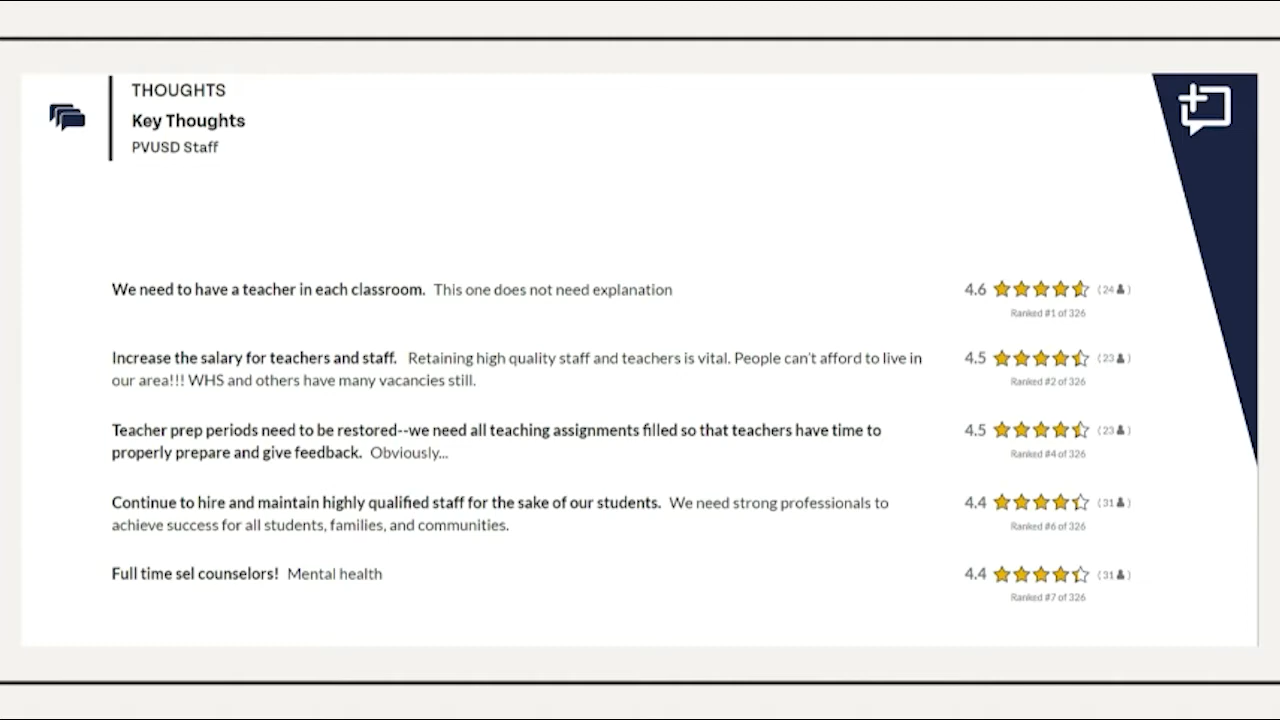 THOUGHTS
Key Thoughts
PVUSD Staff
We need to have a teacher in each classroom. This one does not need explanation
4.6 (24)
Ranked #1 of 326
Increase the salary for teachers and staff. Retaining high quality staff and teachers is vital. People can't afford to live in
our area!!! WHS and others have many vacancies still.
4.5 (23)
Ranked #2 of 326
Teacher prep periods need to be restored--we need all teaching assignments filled so that teachers have time to
properly prepare and give feedback. Obviously...
4.5 (23)
Ranked #4 of 326
Continue to hire and maintain highly qualified staff for the sake of our students. We need strong professionals to
achieve success for all students, families, and communities.
4.4 (31)
Ranked #6 of 326
Full time sel counselors! Mental health
4.4 (31)
Ranked #7 of 326